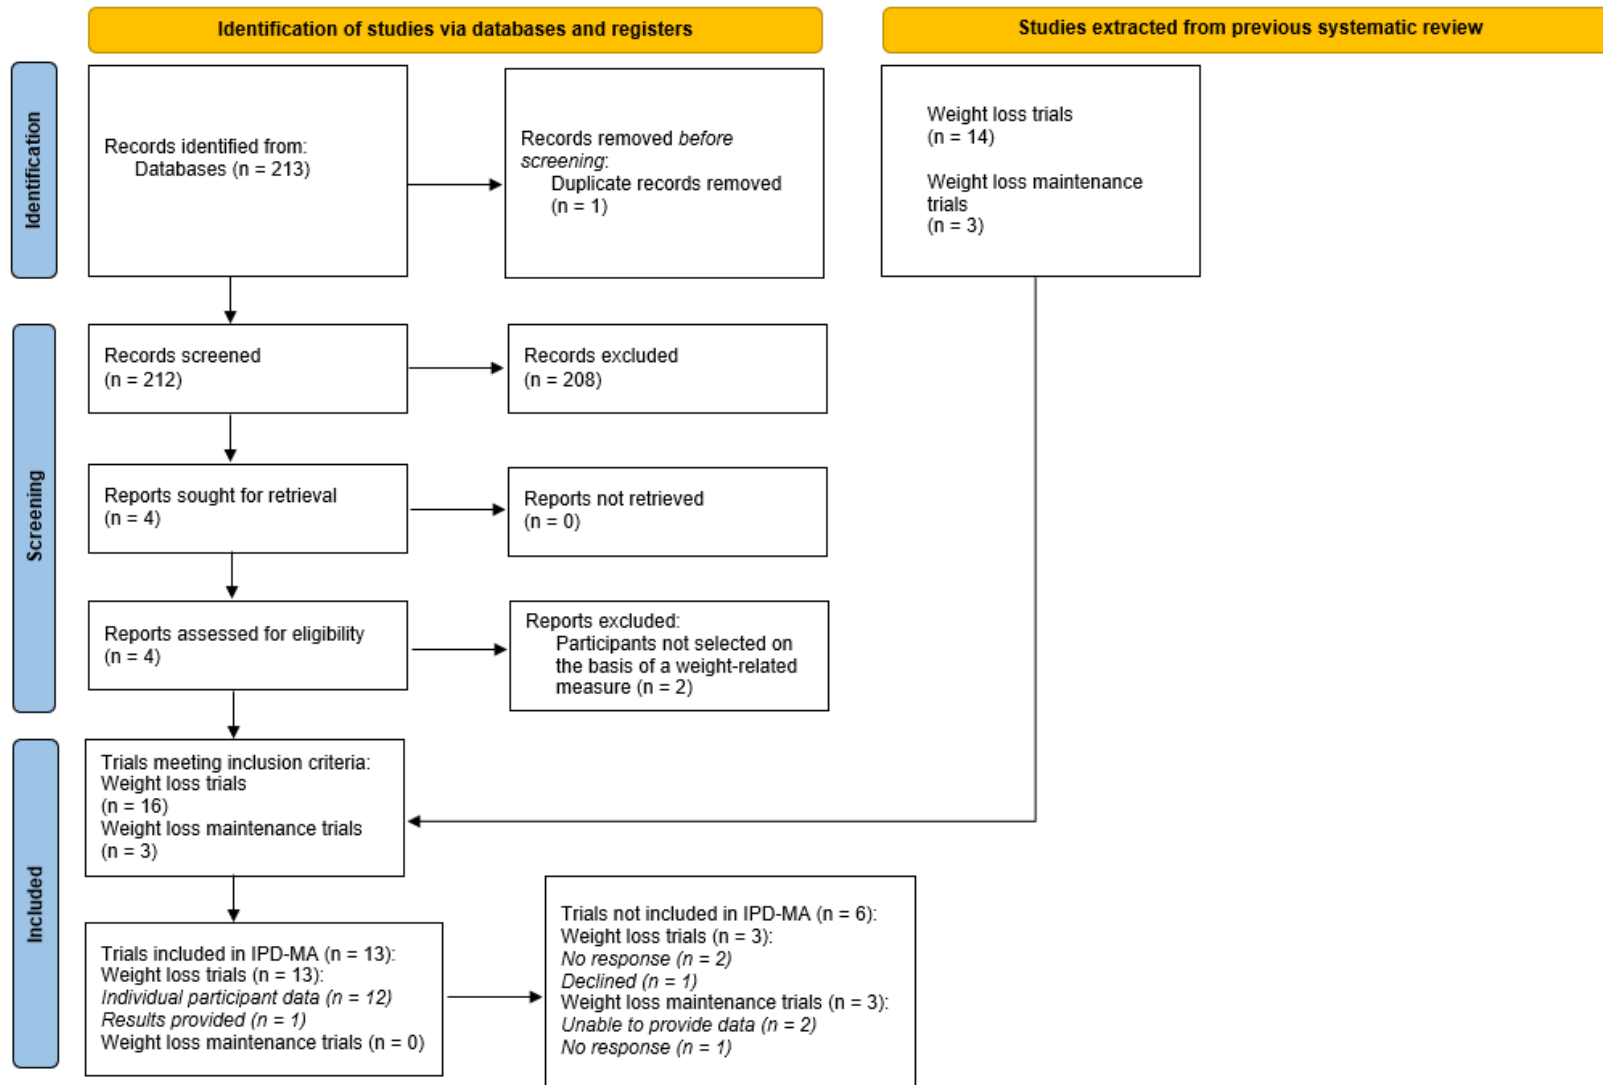 Identification of studies via databases and registers
Studies extracted from previous systematic review
Identification
Records identified from:
Databases (n = 213)
Records removed before
screening:
Duplicate records removed
(n = 1)
Weight loss trials
(n = 14)
Weight loss maintenance
trials
(n = 3)
Screening
Records screened
(n = 212)
Records excluded
(n = 208)
Reports sought for retrieval
(n = 4)
Reports not retrieved
(n = 0)
Reports assessed for eligibility
(n = 4)
Reports excluded:
Participants not selected on
the basis of a weight-related
measure (n = 2)
Included
Trials meeting inclusion criteria:
Weight loss trials
(n = 16)
Weight loss maintenance trials
(n = 3)
Trials included in IPD-MA (n = 13):
Weight loss trials (n = 13):
Individual participant data (n = 12)
Results provided (n = 1)
Weight loss maintenance trials (n = 0)
Trials not included in IPD-MA (n = 6):
Weight loss trials (n = 3):
No response (n = 2)
Declined (n = 1)
Weight loss maintenance trials (n = 3):
Unable to provide data (n = 2)
No response (n = 1)